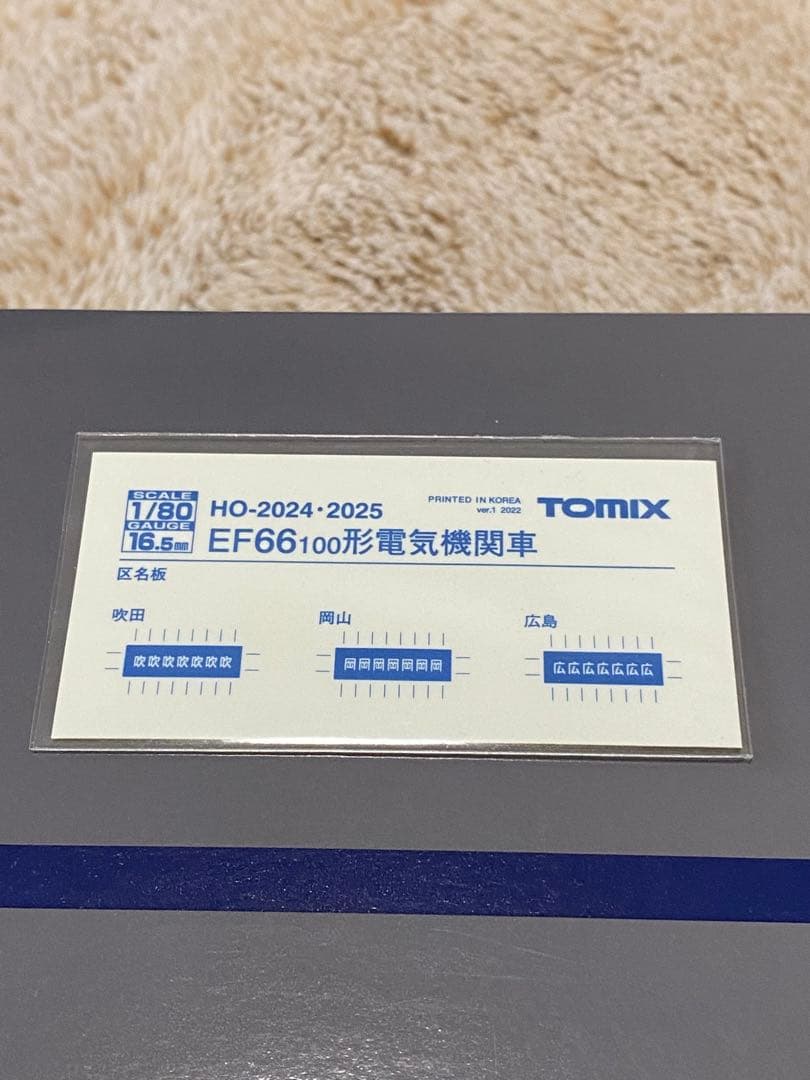 SCALE
1/80
GAUGE
16.5mm
HO-2024・2025
PRINTED IN KOREA
ver.1 2022
TOMIX
EF66100形電気機関車
区名板
吹田
岡山
広島
吹吹吹吹吹吹吹
岡岡岡岡岡岡岡
広広広広広広広